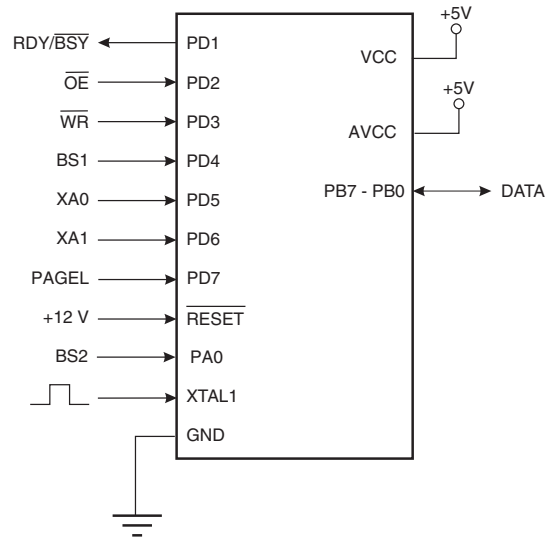 +5V
RDY/BSY PD1
VCC
OE PD2
+5V
WR PD3
AVCC
BS1 PD4
XA0 PD5 PB7 - PB0 DATA
XA1 PD6
PAGEL PD7
+12 V RESET
BS2 PA0
XTAL1
GND